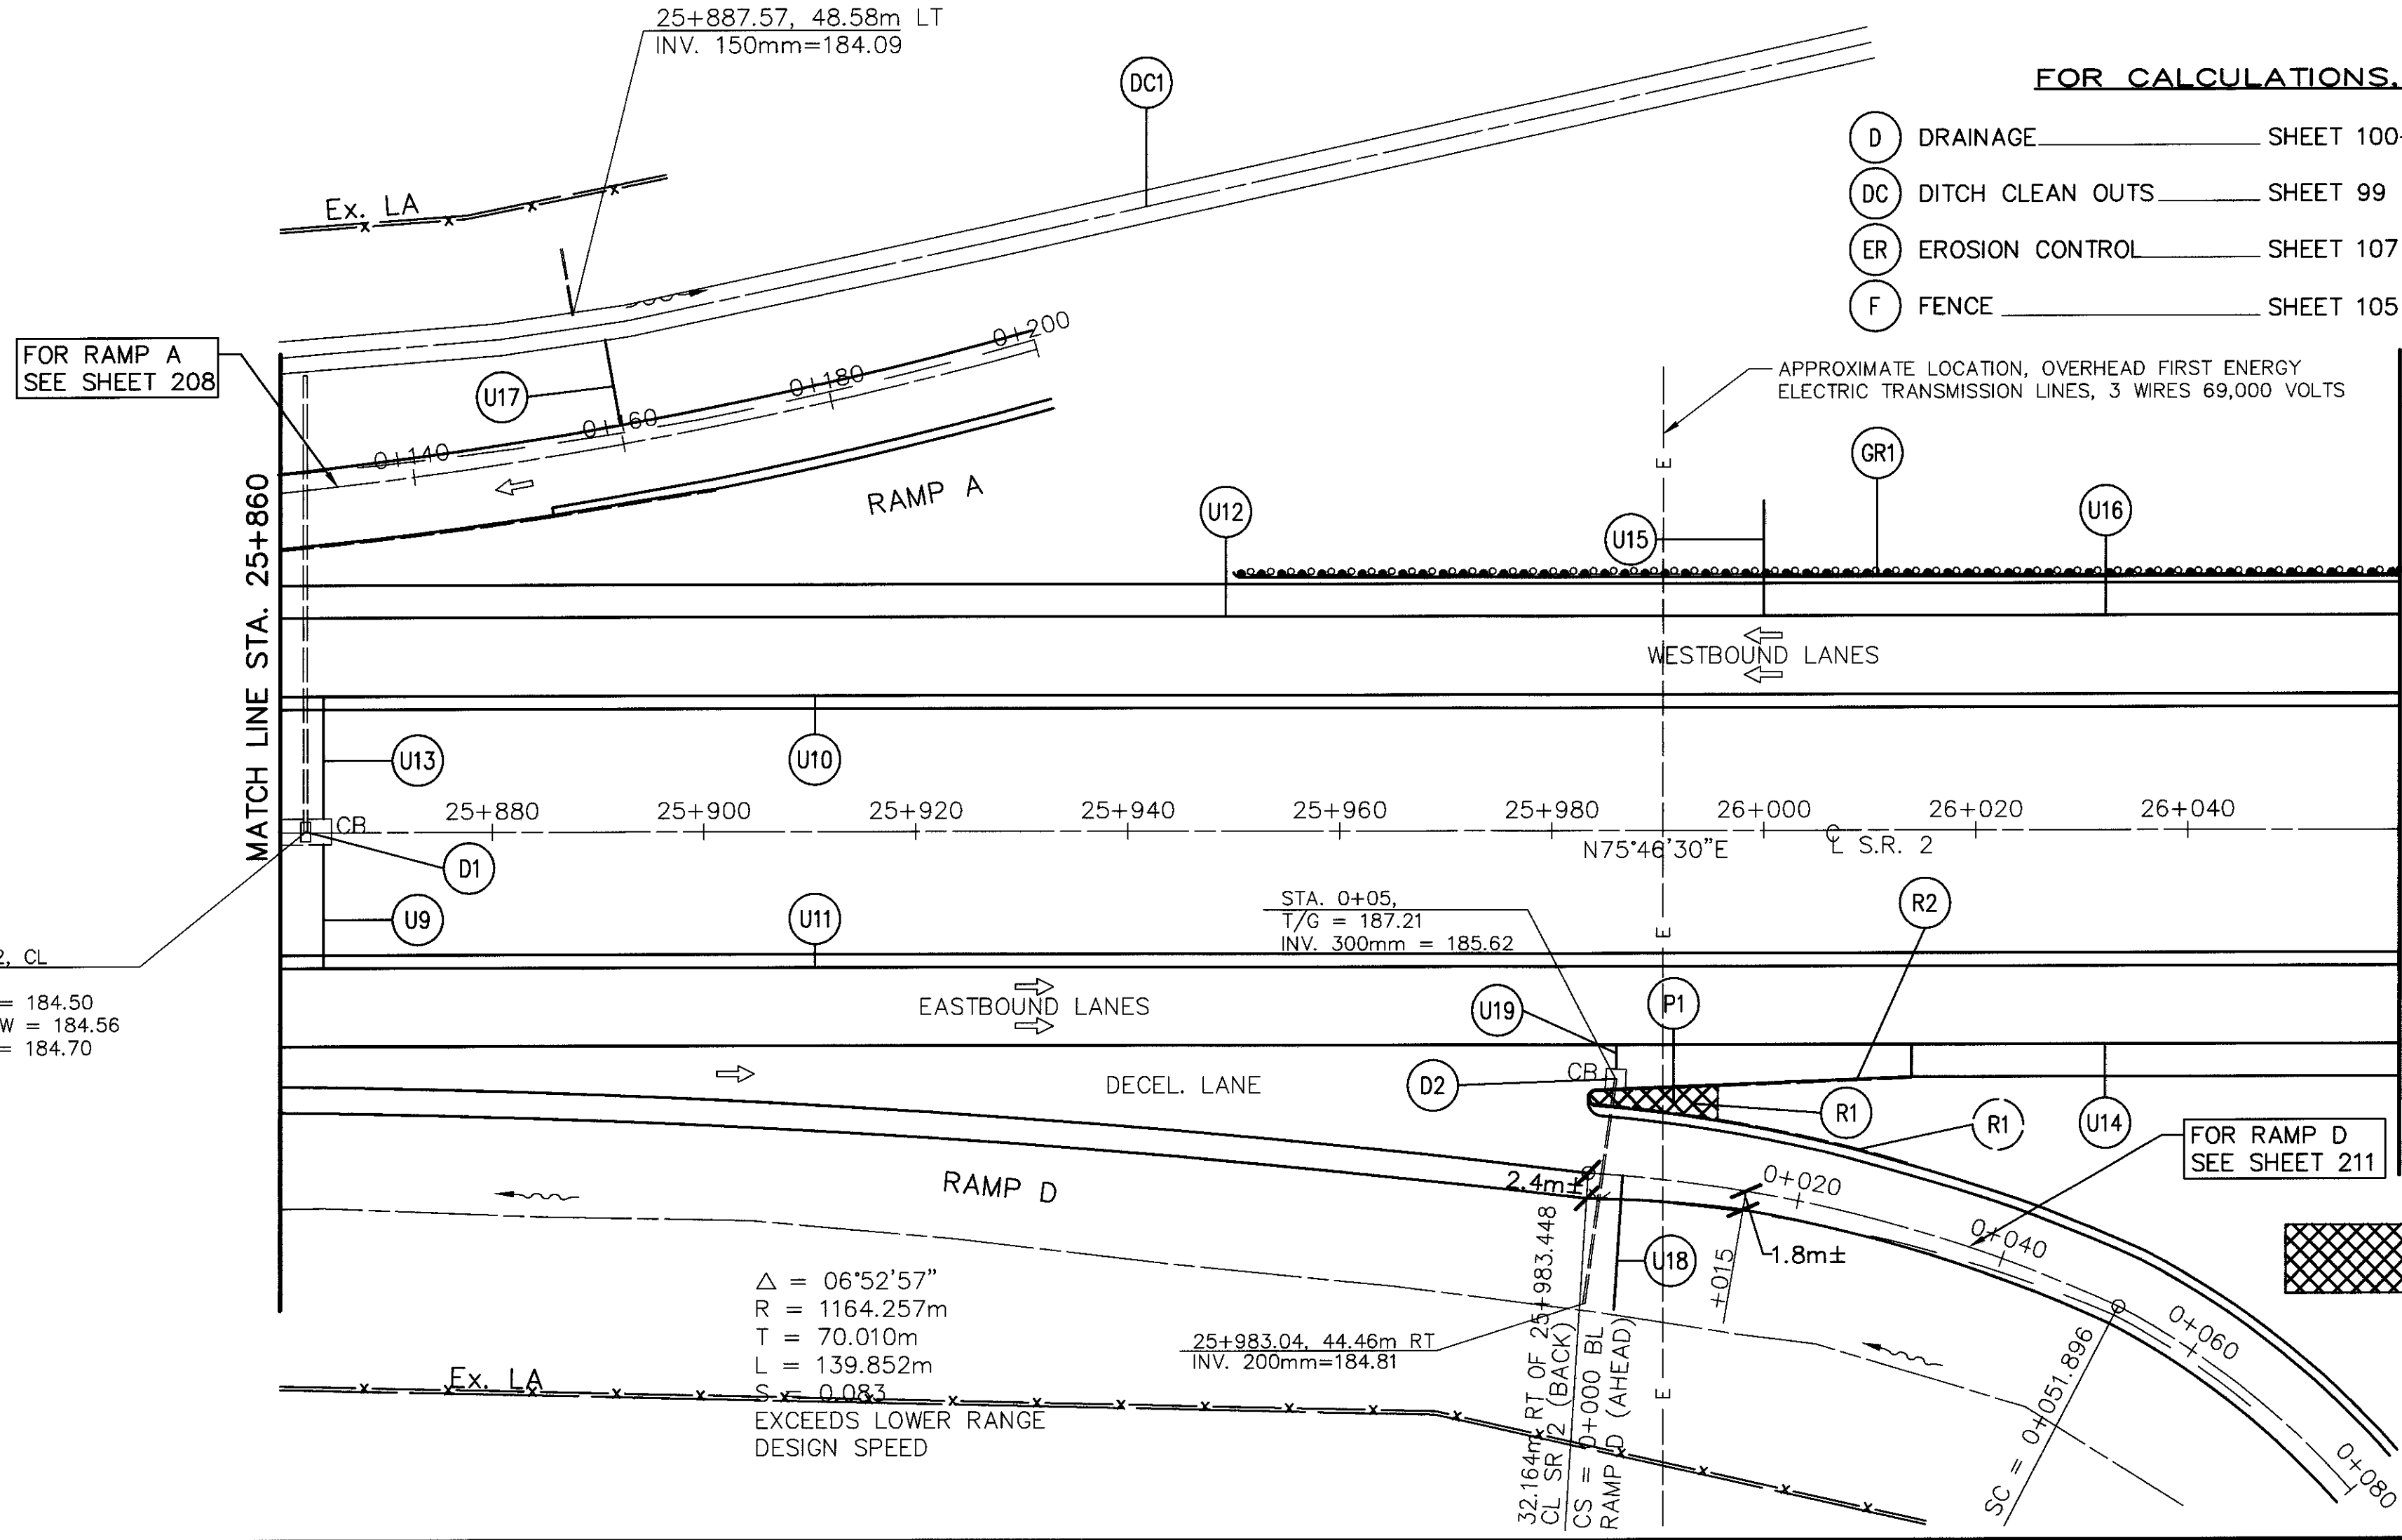 25+887.57, 48.58m LT
INV. 150mm=184.09
DC1
FOR CALCULATIONS,
D DRAINAGE SHEET 100-
DC DITCH CLEAN OUTS SHEET 99
ER EROSION CONTROL SHEET 107
F FENCE SHEET 105
Ex. LA
FOR RAMP A
SEE SHEET 208
U17
0+140
0+160
0+180
0+200
RAMP A
APPROXIMATE LOCATION, OVERHEAD FIRST ENERGY
ELECTRIC TRANSMISSION LINES, 3 WIRES 69,000 VOLTS
E
GR1
U12
U15
U16
MATCH LINE STA. 25+860
WESTBOUND LANES
U13
U10
CB
25+880
25+900
25+920
25+940
25+960
25+980
26+000
26+020
26+040
N75°46'30"E
℄ S.R. 2
D1
U9
U11
2, CL
= 184.50
W = 184.56
= 184.70
STA. 0+05,
T/G = 187.21
INV. 300mm = 185.62
E
R2
EASTBOUND LANES
U19
P1
DECEL. LANE
D2
CB
R1
R1
U14
FOR RAMP D
SEE SHEET 211
RAMP D
2.4m±
0+020
0+040
0+060
0+080
+015
1.8m±
U18
△ = 06°52'57"
R = 1164.257m
T = 70.010m
L = 139.852m
S = 0.083
EXCEEDS LOWER RANGE
DESIGN SPEED
25+983.04, 44.46m RT
INV. 200mm=184.81
32.164m RT OF 25+983.448
CL SR 2 (BACK)
CS = 0+000 BL
RAMP D (AHEAD)
E
SC = 0+051.896
Ex. LA